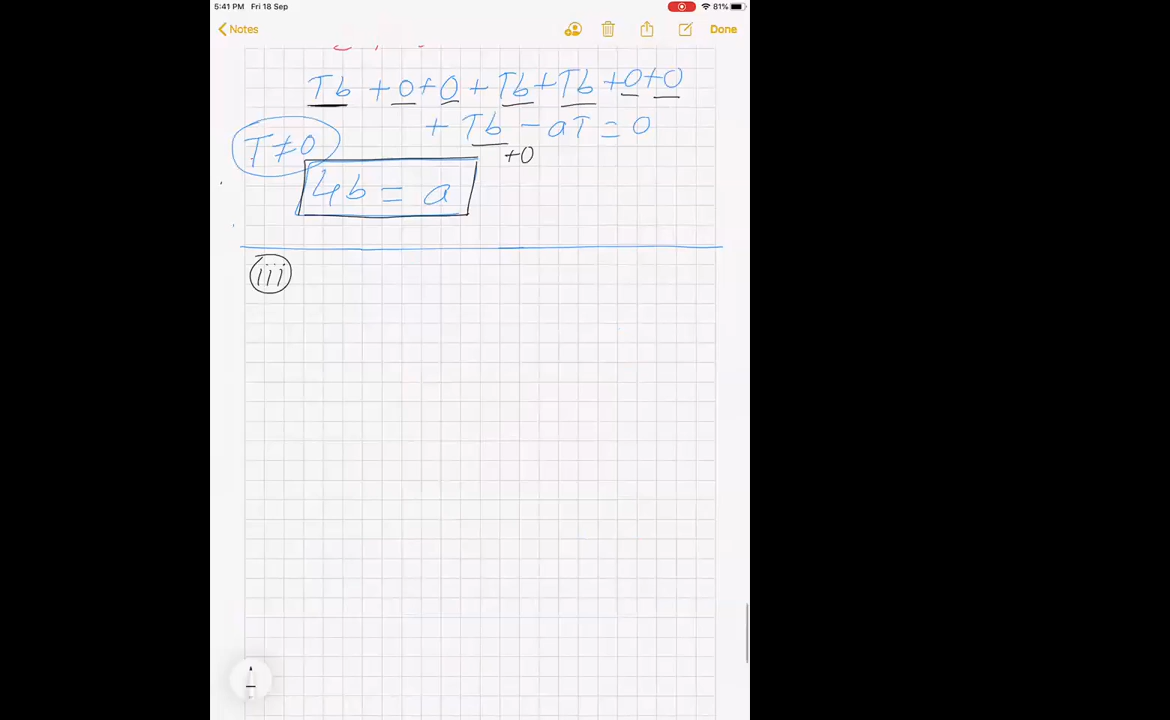 5:41 PM Fri 18 Sep 81%
Notes Done
Tb + 0 + 0 + Tb + Tb + 0 + 0
+ Tb - aT = 0
+0
T ≠ 0
4b = a
iii